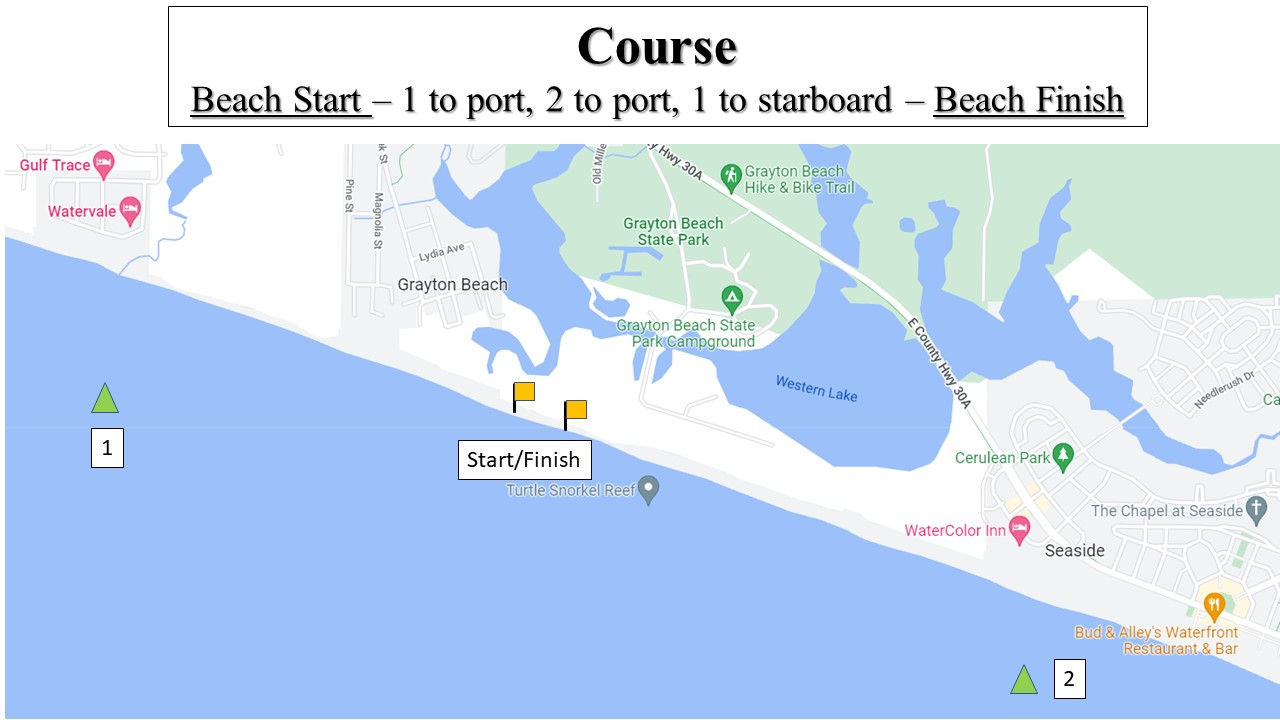 Course
Beach Start – 1 to port, 2 to port, 1 to starboard – Beach Finish
Gulf Trace
Watervale
Pine St
Magnolia St
Lydia Ave
Grayton Beach
Old Mille
y Hwy 30A
Grayton Beach
Hike & Bike Trail
Grayton Beach
State Park
Grayton Beach State
Park Campground
E County Hwy 30A
Western Lake
Needlerush Dr
Ca
1
Start/Finish
Turtle Snorkel Reef
Cerulean Park
The Chapel at Seaside
WaterColor Inn
Seaside
Bud & Alley's Waterfront
Restaurant & Bar
2